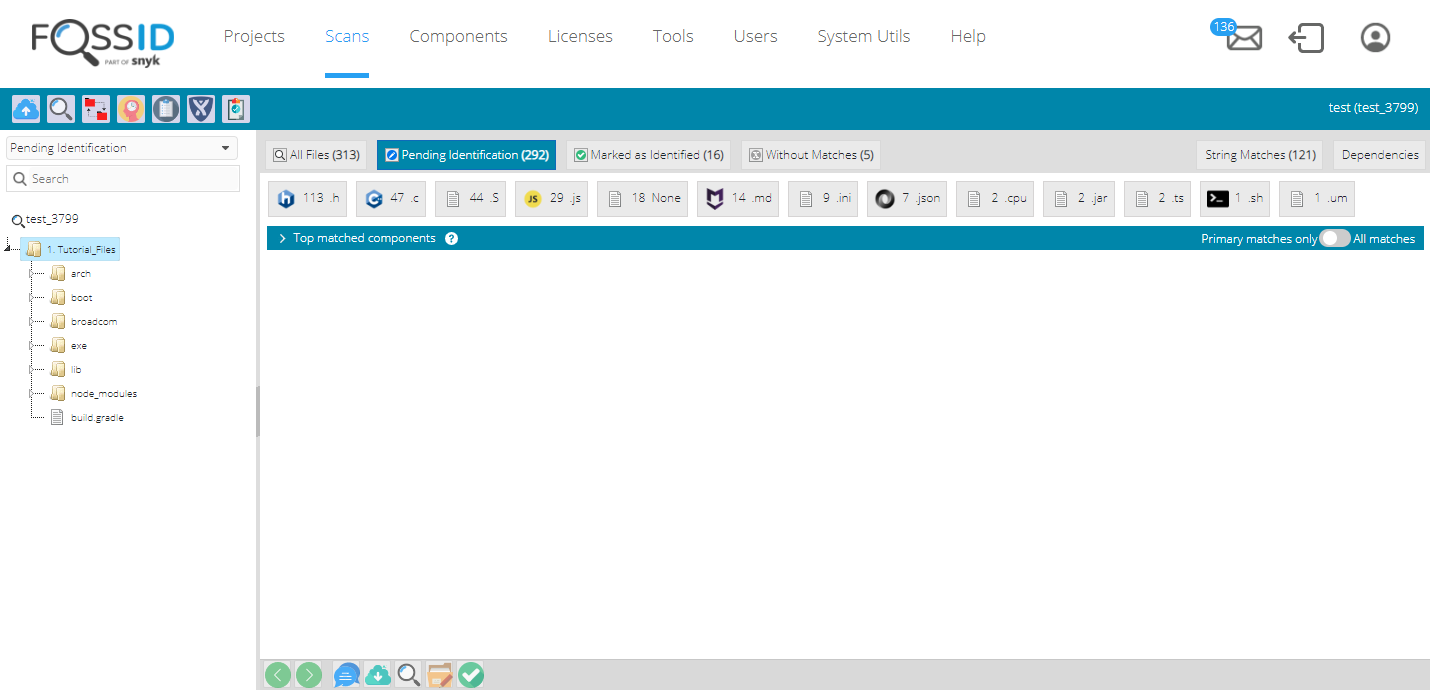 FOSSID
PART OF snyk
Projects
Scans
Components
Licenses
Tools
Users
System Utils
Help
136
test (test_3799)
Pending Identification
Search
test_3799
1. Tutorial_Files
arch
boot
broadcom
exe
lib
node_modules
build.gradle
All Files (313)
Pending Identification (292)
Marked as Identified (16)
Without Matches (5)
String Matches (121)
Dependencies
113 .h
47 .c
44 .S
JS 29 .js
18 None
14 .md
9 .ini
7 .json
2 .cpu
2 .jar
2 .ts
1 .sh
1 .um
Top matched components ?
Primary matches only
All matches